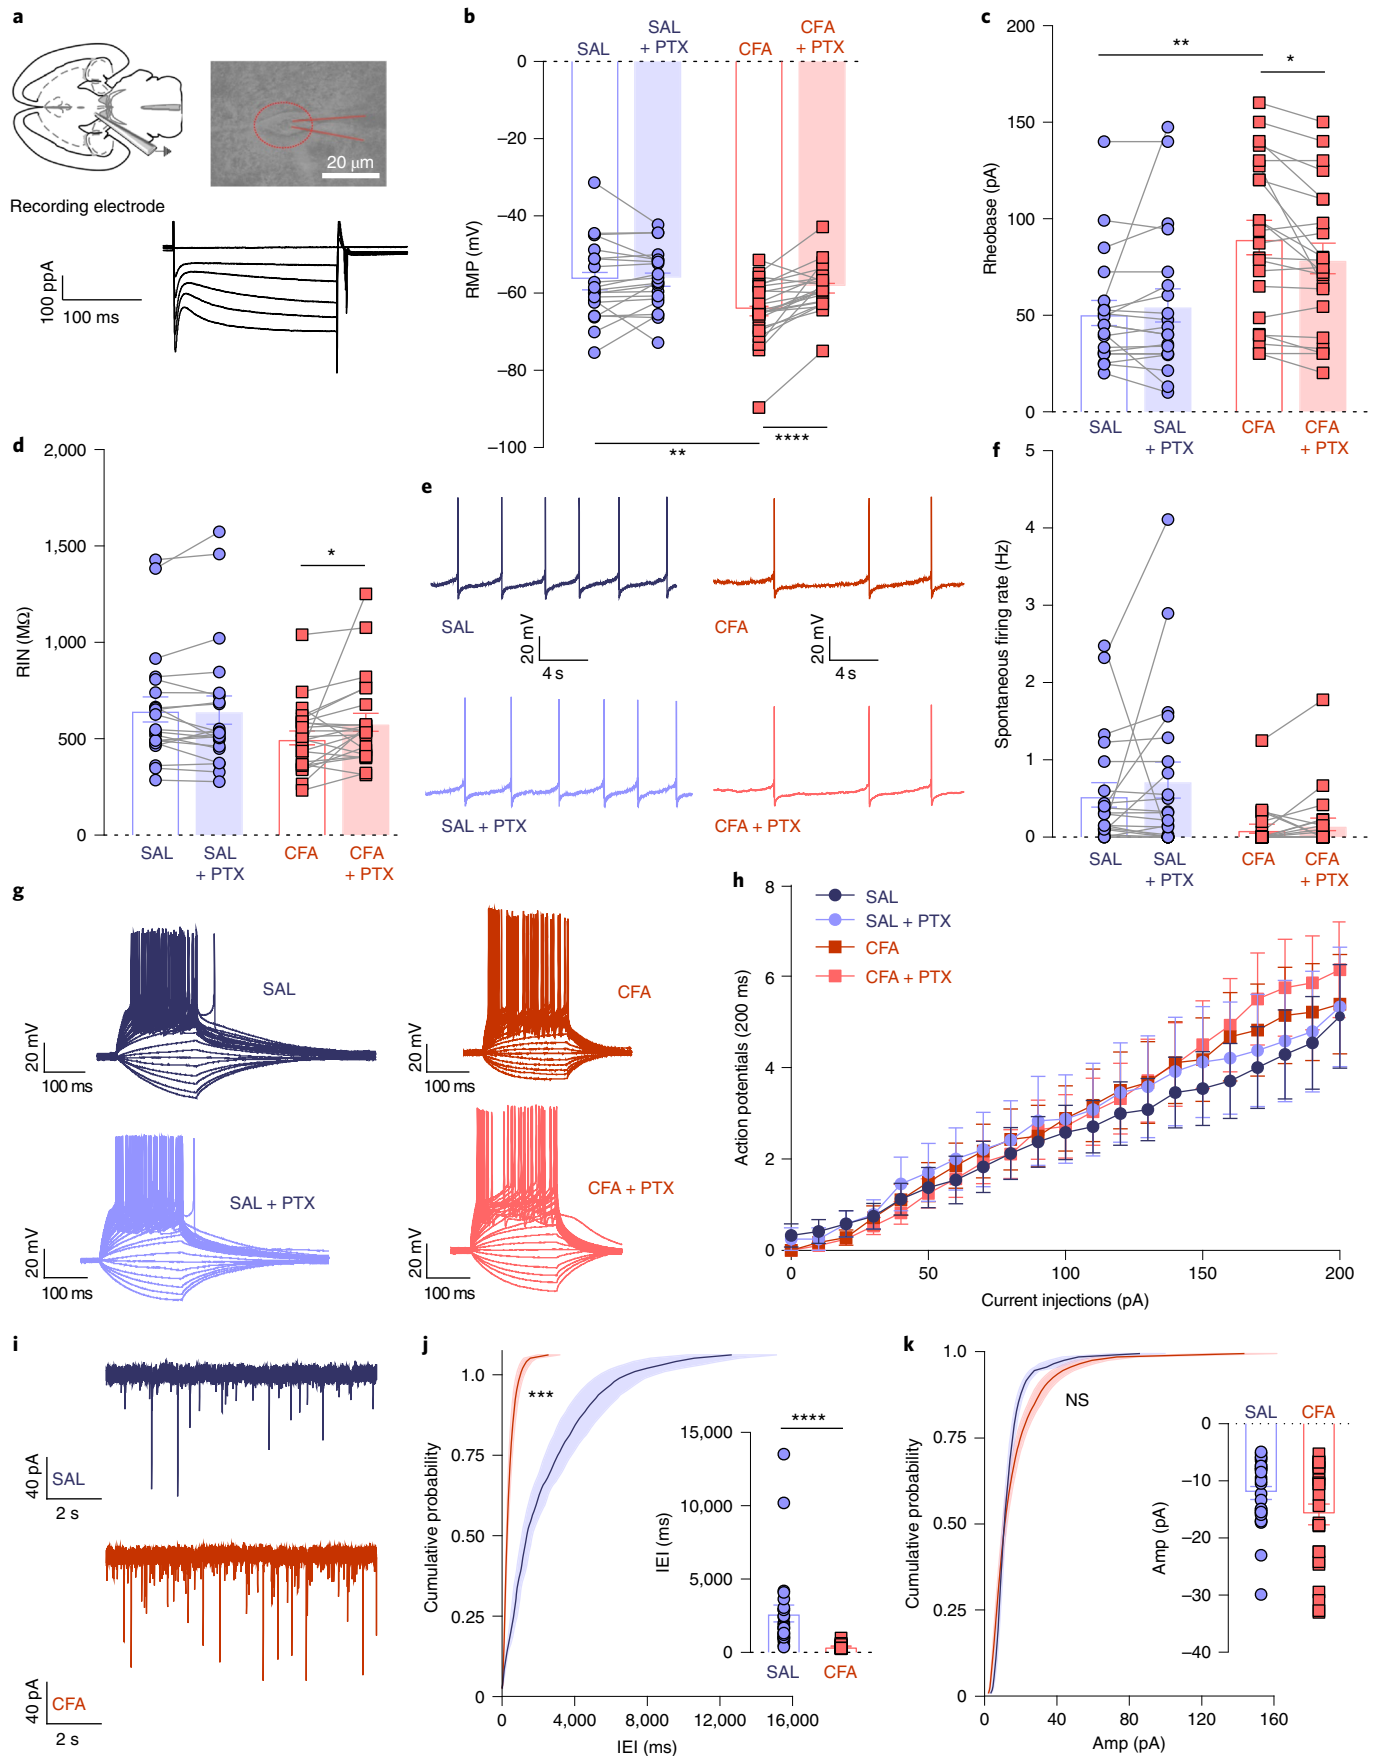 a
Recording electrode
20 μm
100 ppA
100 ms
b
SAL
SAL
+ PTX
CFA
CFA
+ PTX
RMP (mV)
0
–20
–40
–60
–80
–100
**
****
c
Rheobase (pA)
200
150
100
50
0
**
*
SAL
SAL
+ PTX
CFA
CFA
+ PTX
d
RIN (MΩ)
2,000
1,500
1,000
500
0
*
SAL
SAL
+ PTX
CFA
CFA
+ PTX
e
SAL
20 mV
4 s
CFA
20 mV
4 s
SAL + PTX
CFA + PTX
f
Spontaneous firing rate (Hz)
5
4
3
2
1
0
SAL
SAL
+ PTX
CFA
CFA
+ PTX
g
SAL
20 mV
100 ms
CFA
20 mV
100 ms
SAL + PTX
20 mV
100 ms
CFA + PTX
20 mV
100 ms
h
SAL
SAL + PTX
CFA
CFA + PTX
Action potentials (200 ms)
8
6
4
2
0
0
50
100
150
200
Current injections (pA)
i
40 pA
SAL
2 s
40 pA
CFA
2 s
j
Cumulative probability
1.0
0.75
0.50
0.25
0
***
0
4,000
8,000
12,000
16,000
IEI (ms)
IEI (ms)
15,000
10,000
5,000
0
****
SAL
CFA
k
Cumulative probability
1.0
0.75
0.50
0.25
0
NS
0
40
80
120
160
Amp (pA)
SAL
CFA
Amp (pA)
0
–10
–20
–30
–40